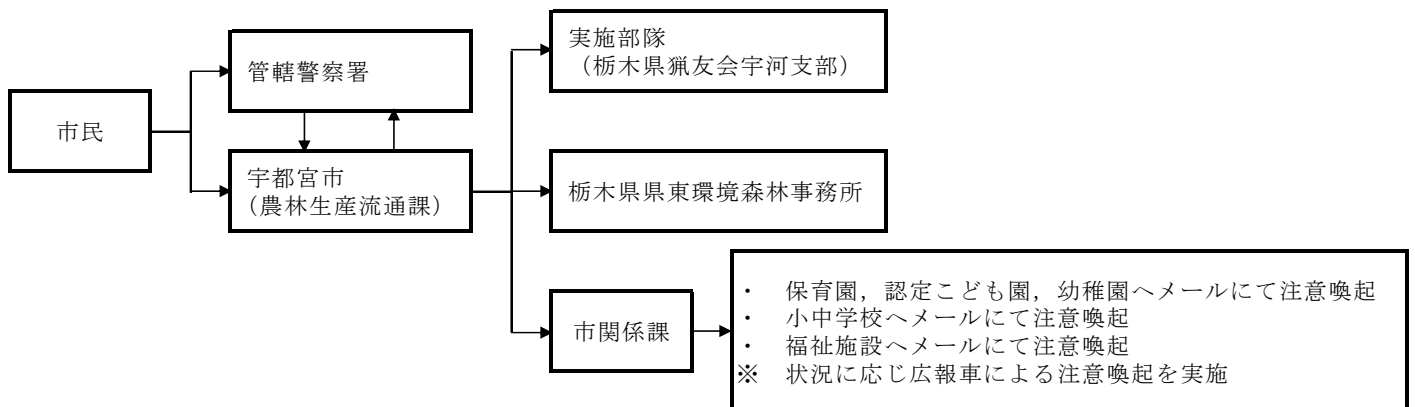 市民
管轄警察署
宇都宮市
（農林生産流通課）
実施部隊
（栃木県猟友会宇河支部）
栃木県県東環境森林事務所
市関係課
・　保育園，認定こども園，幼稚園へメールにて注意喚起
・　小中学校へメールにて注意喚起
・　福祉施設へメールにて注意喚起
※　状況に応じ広報車による注意喚起を実施